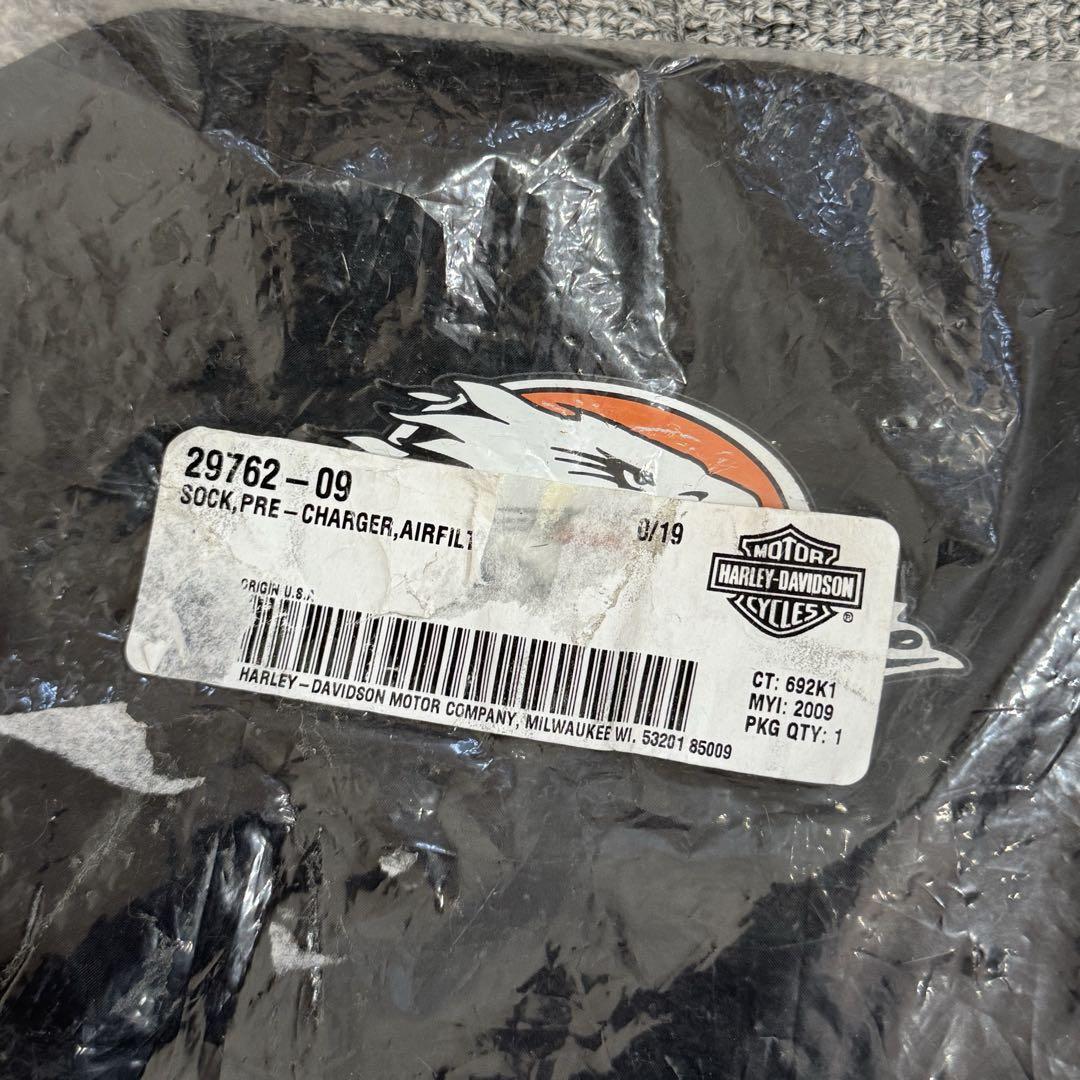 29762-09
SOCK,PRE-CHARGER,AIRFILT
0/19
ORIGIN U.S.A
HARLEY-DAVIDSON MOTOR COMPANY, MILWAUKEE WI. 53201 85009
MOTOR
HARLEY-DAVIDSON
CYCLES
®
CT: 692K1
MYI: 2009
PKG QTY: 1